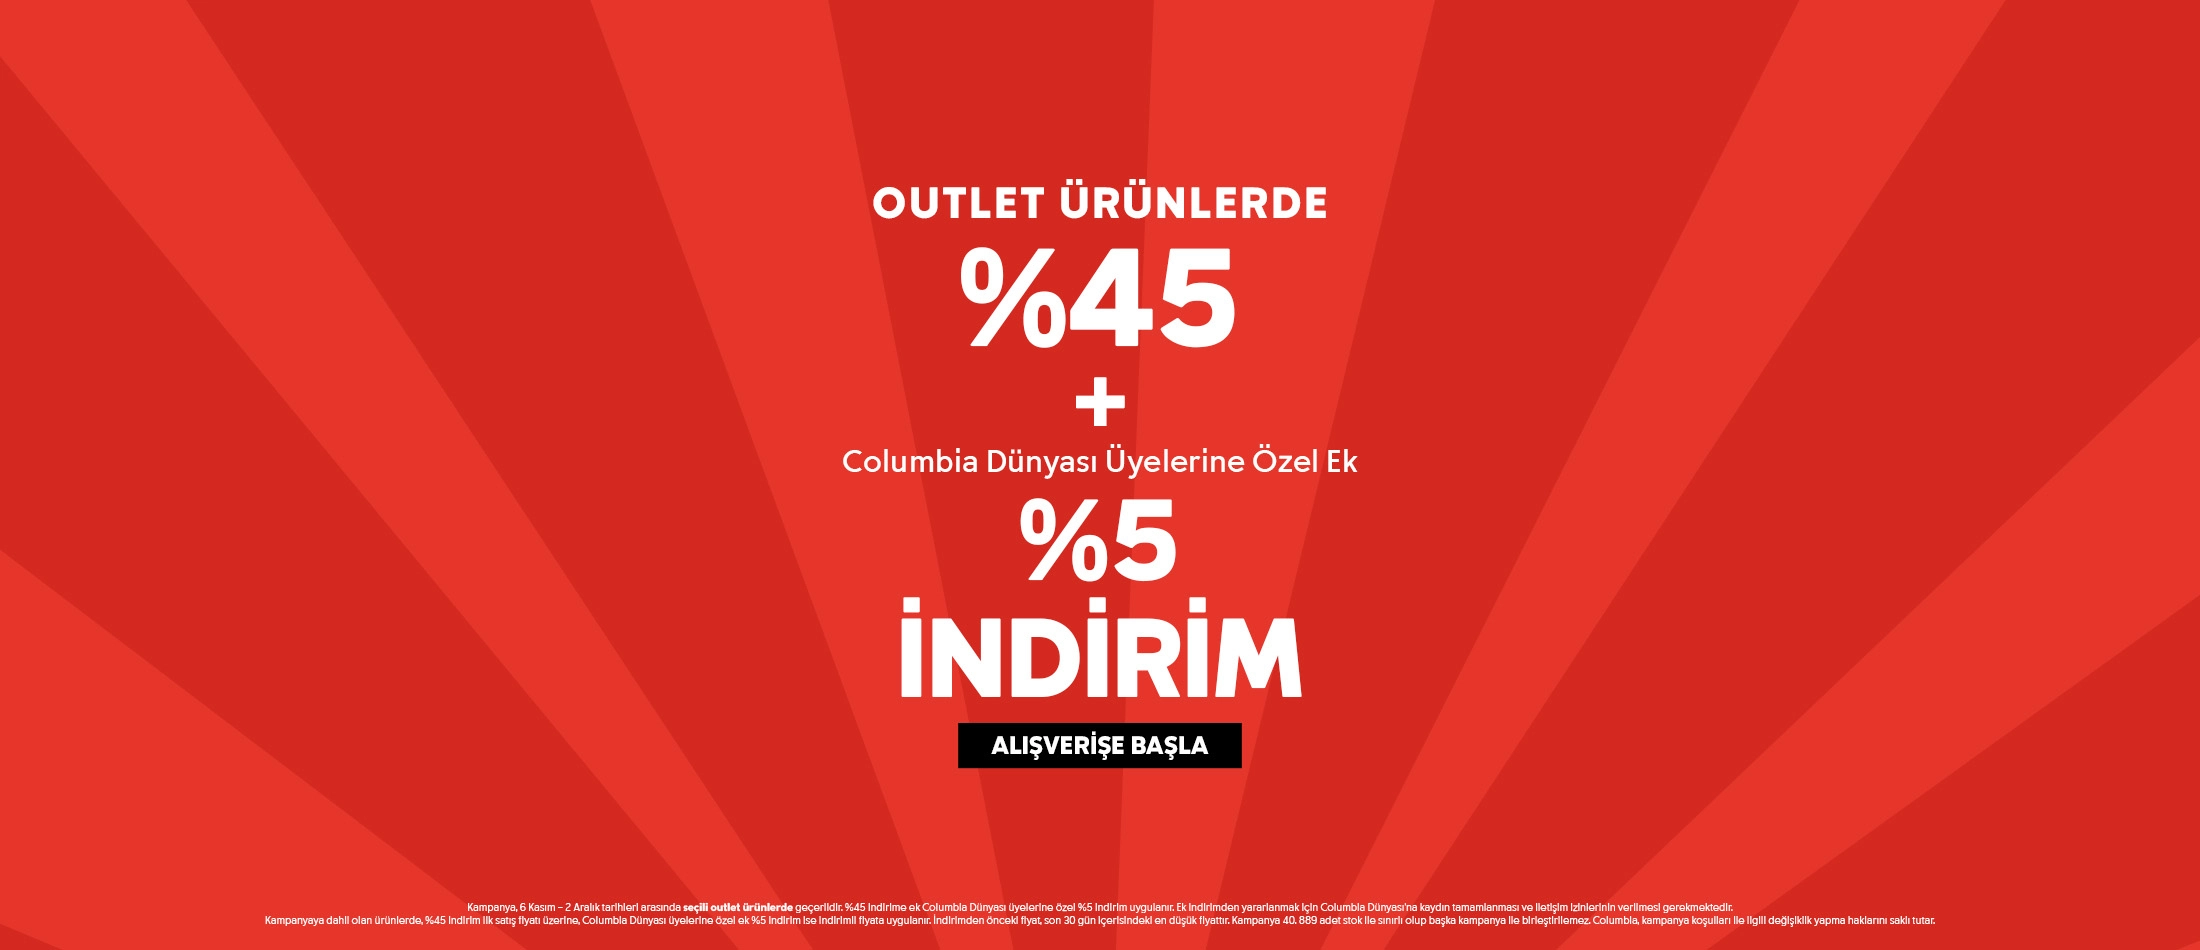 OUTLET ÜRÜNLERDE
%45
+
Columbia Dünyası Üyelerine Özel Ek
%5
İNDİRİM
ALIŞVERİŞE BAŞLA
Kampanya, 6 Kasım – 2 Aralık tarihleri arasında seçili outlet ürünlerde geçerlidir. %45 indirime ek Columbia Dünyası üyelerine özel %5 indirim uygulanır. Ek indirimden yararlanmak için Columbia Dünyası'na kaydın tamamlanması ve iletişim izinlerinin verilmesi gerekmektedir.
Kampanyaya dahil olan ürünlerde, %45 indirim ilk satış fiyatı üzerine, Columbia Dünyası üyelerine özel ek %5 indirim ise indirimli fiyata uygulanır. İndirimden önceki fiyat, son 30 gün içerisindeki en düşük fiyattır. Kampanya 40. 889 adet stok ile sınırlı olup başka kampanya ile birleştirilemez. Columbia, kampanya koşulları ile ilgili değişiklik yapma haklarını saklı tutar.